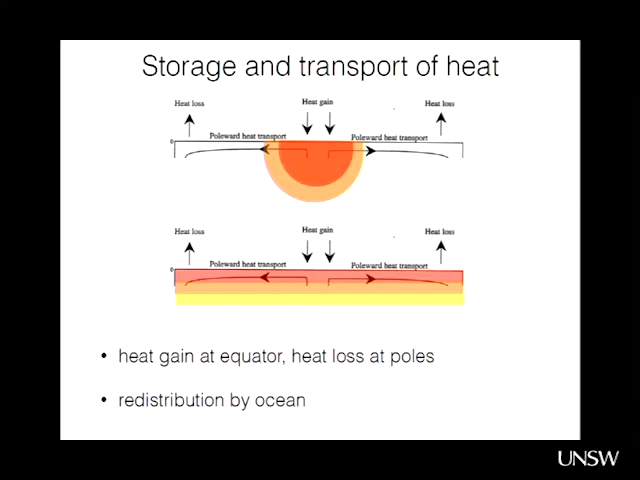 Storage and transport of heat
Heat loss
Heat gain
Heat loss
Poleward heat transport
Poleward heat transport
0
Heat loss
Heat gain
Heat loss
Poleward heat transport
Poleward heat transport
0
• heat gain at equator, heat loss at poles
• redistribution by ocean
UNSW